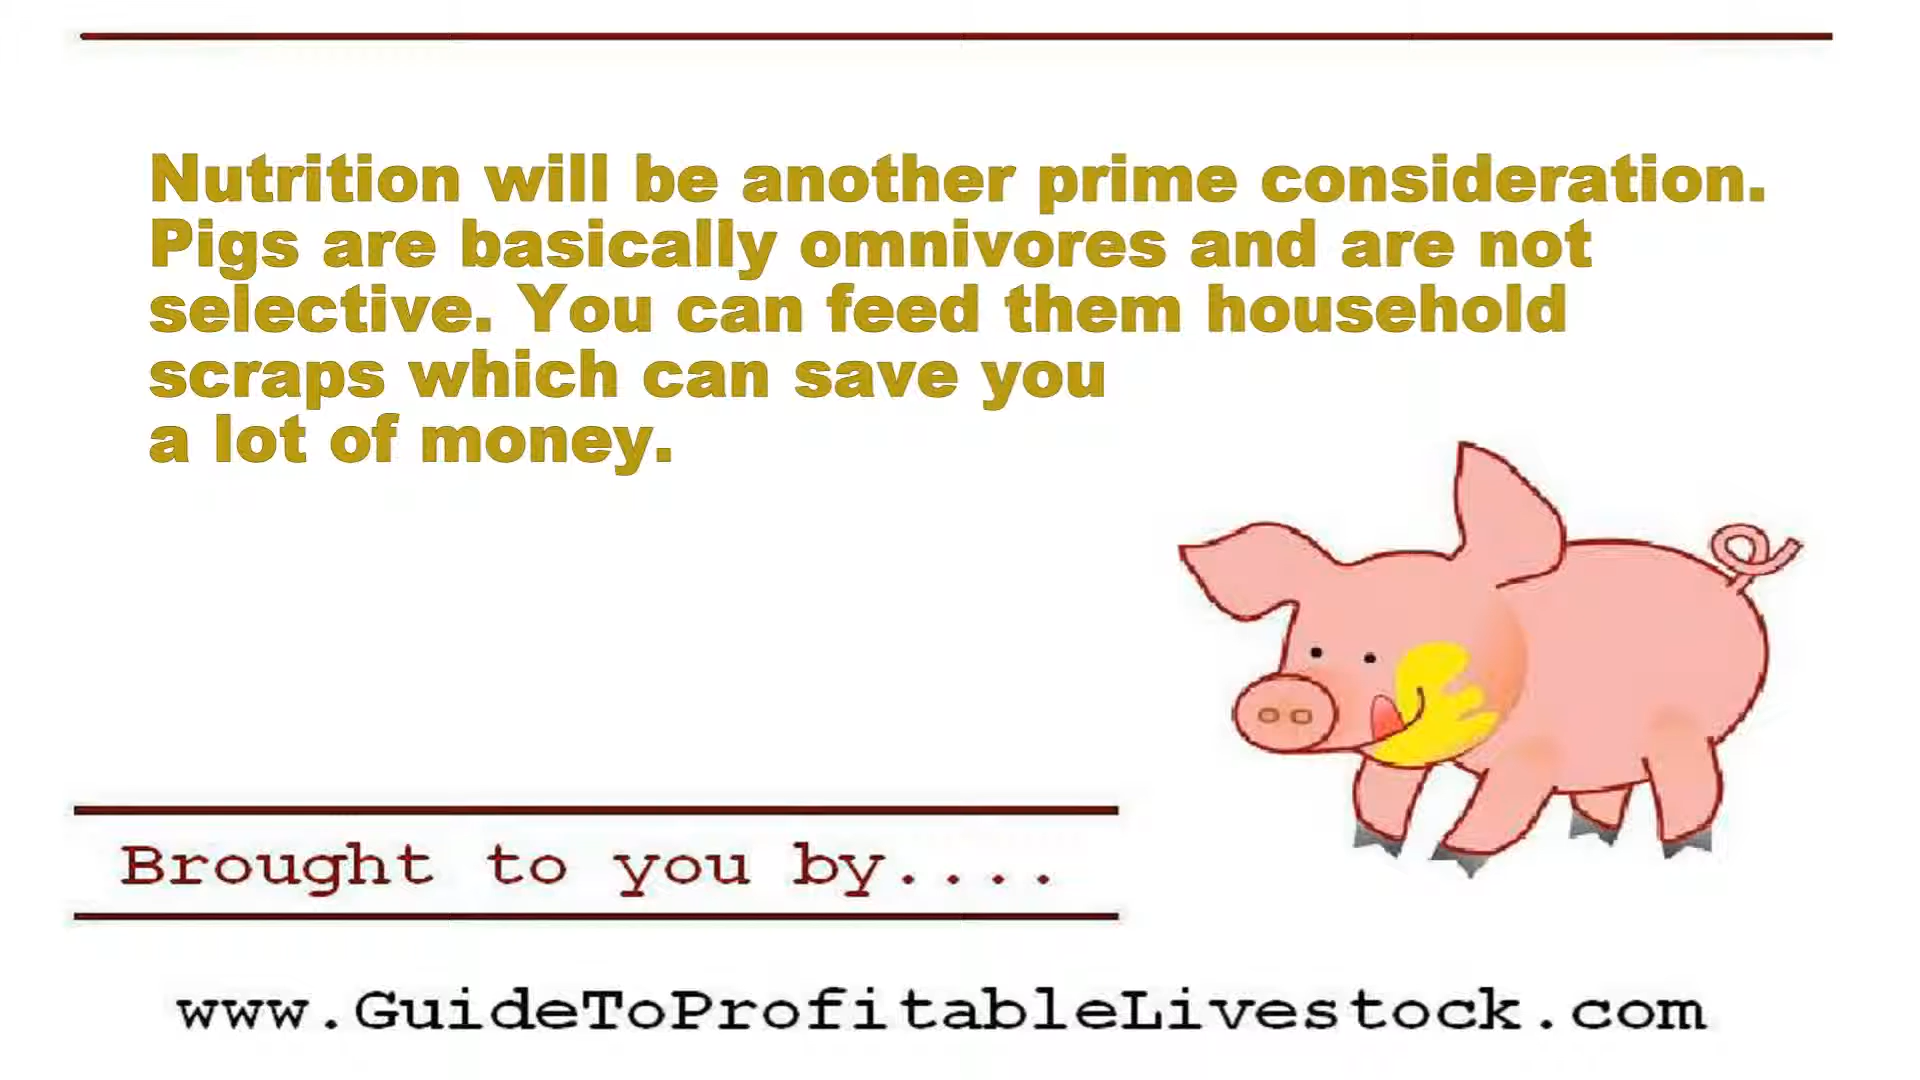 Nutrition will be another prime consideration.
Pigs are basically omnivores and are not
selective. You can feed them household
scraps which can save you
a lot of money.
Brought to you by....
www.GuideToProfitableLivestock.com